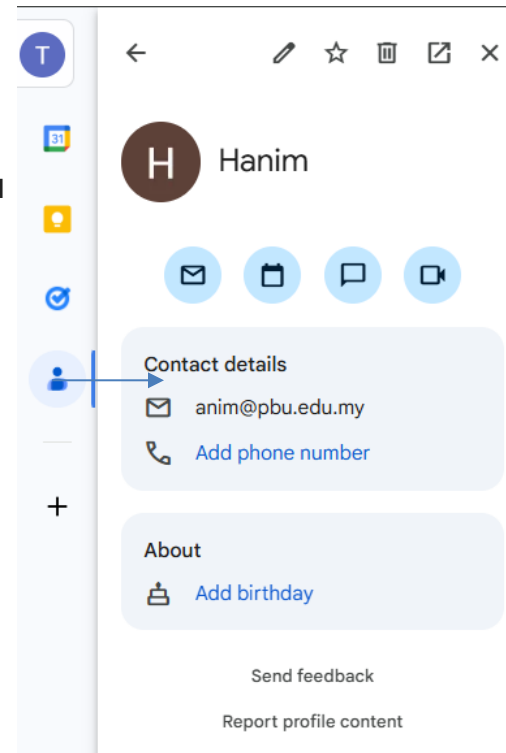 T
31
H
Hanim
Contact details
anim@pbu.edu.my
Add phone number
About
Add birthday
Send feedback
Report profile content